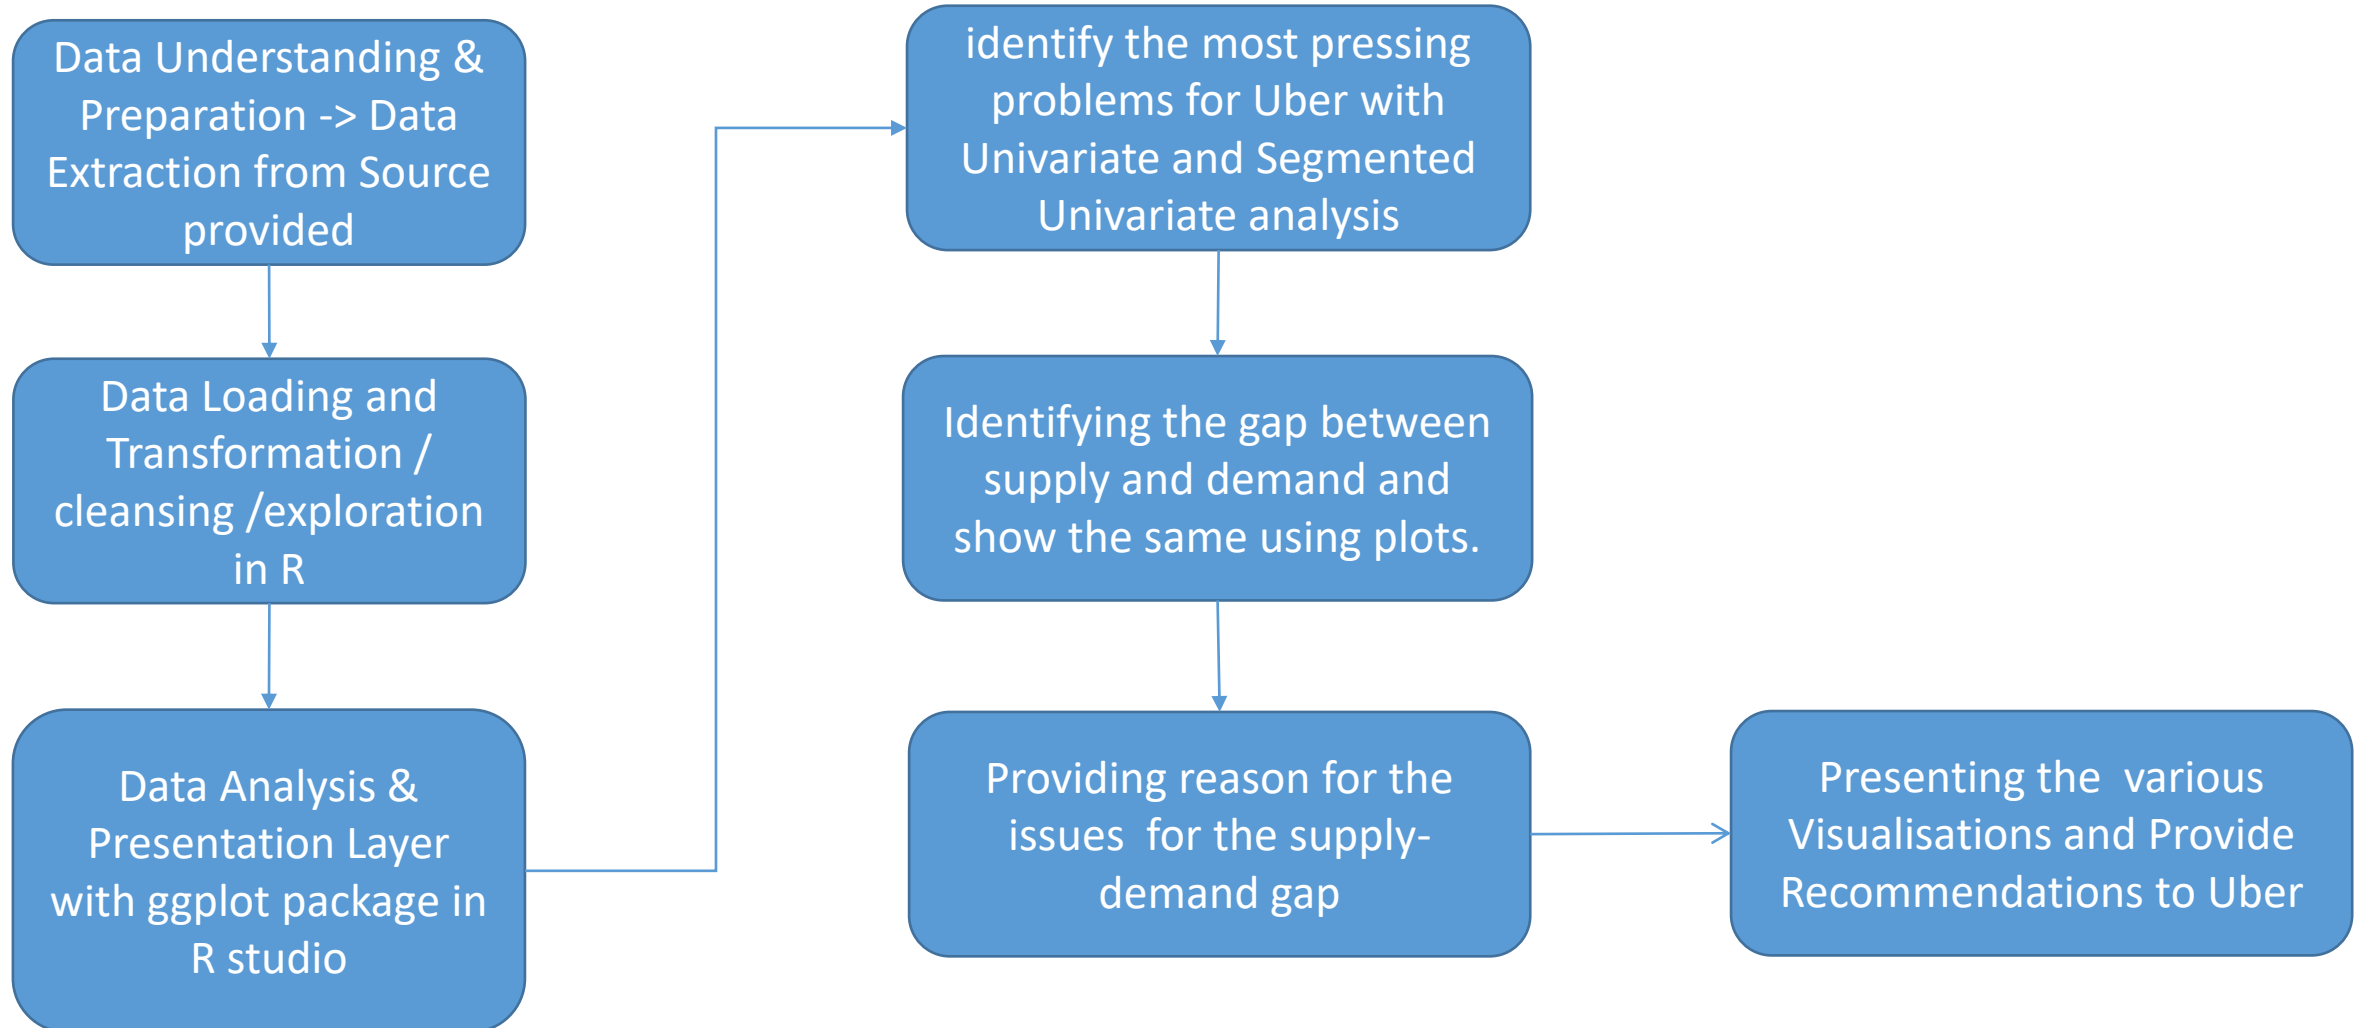 Data Understanding &
Preparation -> Data
Extraction from Source
provided
Data Loading and
Transformation /
cleansing /exploration
in R
Data Analysis &
Presentation Layer
with ggplot package in
R studio
identify the most pressing
problems for Uber with
Univariate and Segmented
Univariate analysis
Identifying the gap between
supply and demand and
show the same using plots.
Providing reason for the
issues  for the supply-
demand gap
Presenting the  various
Visualisations and Provide
Recommendations to Uber